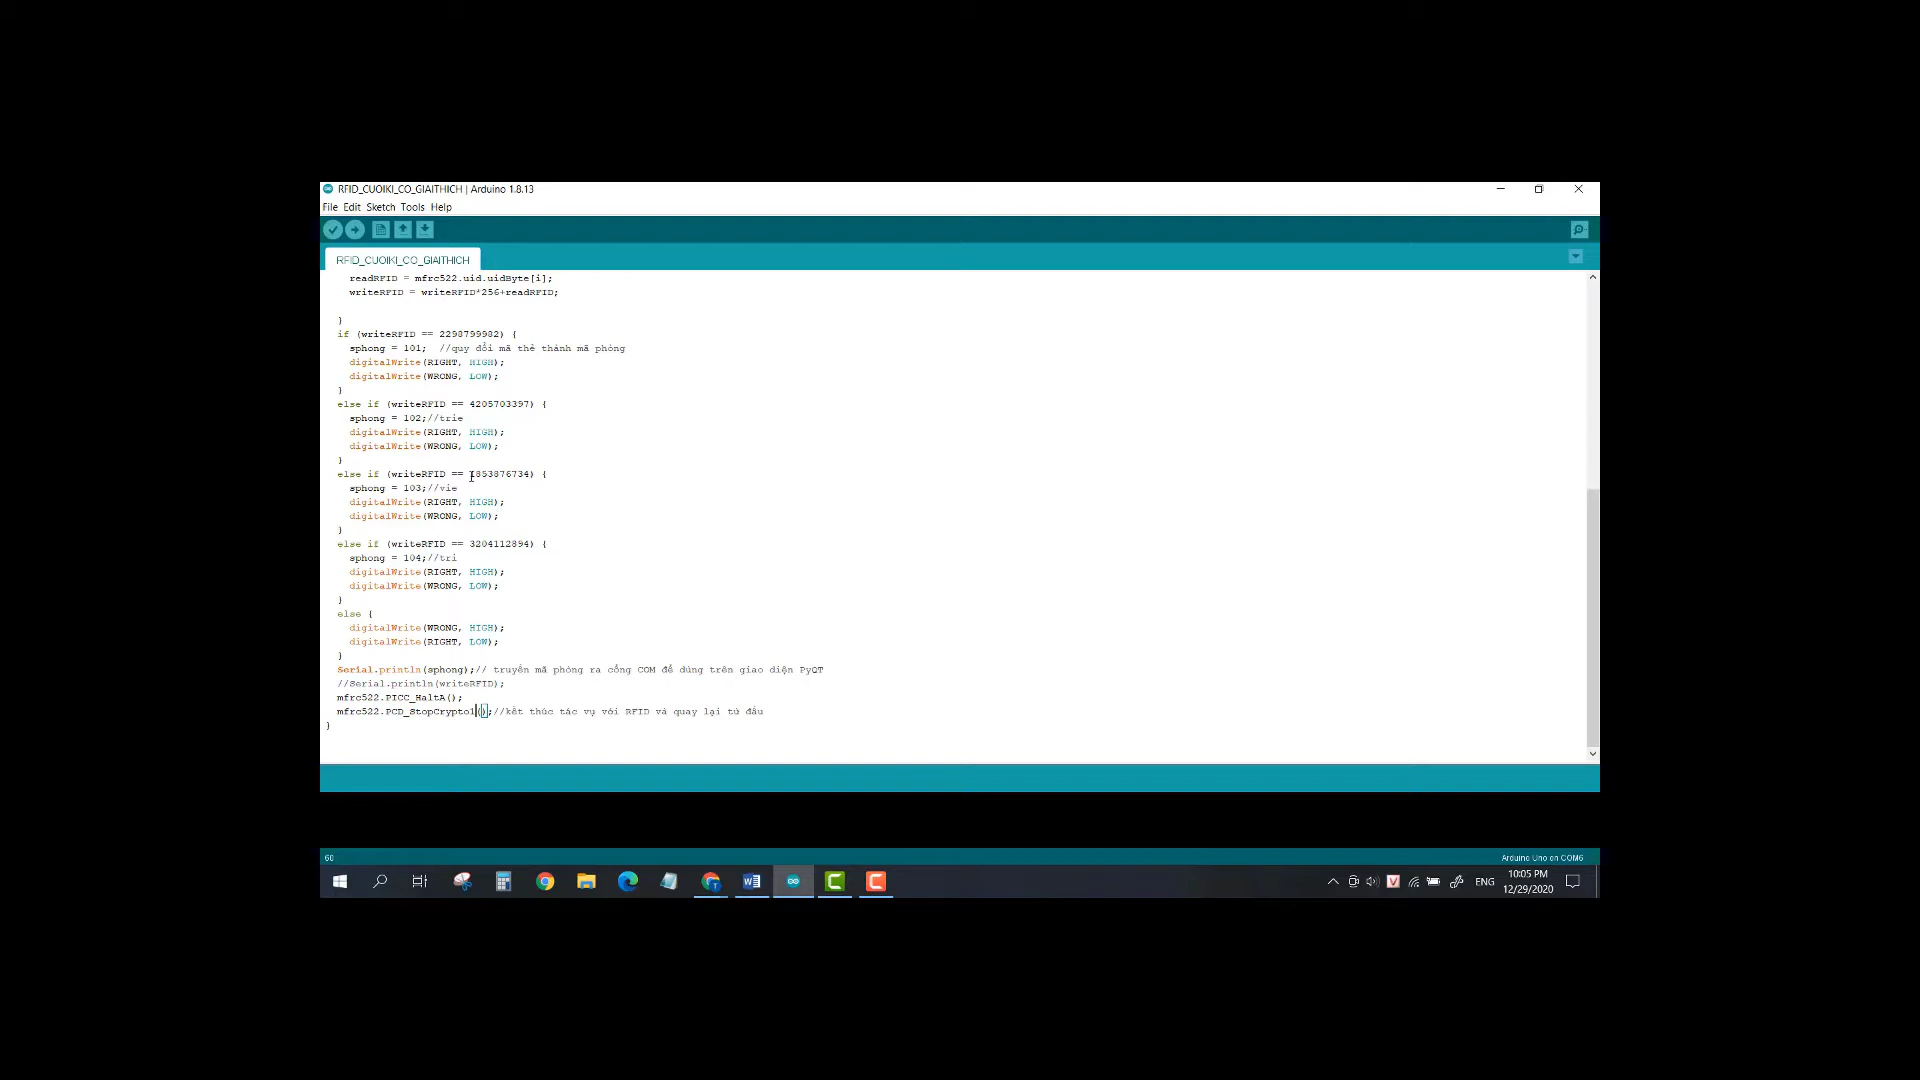 RFID_CUOIKI_CO_GIAITHICH | Arduino 1.8.13
File Edit Sketch Tools Help
RFID_CUOIKI_CO_GIAITHICH
readRFID = mfrc522.uid.uidByte[i];
writeRFID = writeRFID*256+readRFID;
}
if (writeRFID == 2298799982) {
sphong = 101; //quy đổi mã thẻ thành mã phòng
digitalWrite(RIGHT, HIGH);
digitalWrite(WRONG, LOW);
}
else if (writeRFID == 4205703397) {
sphong = 102;//trie
digitalWrite(RIGHT, HIGH);
digitalWrite(WRONG, LOW);
}
else if (writeRFID == 1853876734) {
sphong = 103;//vie
digitalWrite(RIGHT, HIGH);
digitalWrite(WRONG, LOW);
}
else if (writeRFID == 3204112894) {
sphong = 104;//tri
digitalWrite(RIGHT, HIGH);
digitalWrite(WRONG, LOW);
}
else {
digitalWrite(WRONG, HIGH);
digitalWrite(RIGHT, LOW);
}
Serial.println(sphong);// truyền mã phòng ra cổng COM để dùng trên giao diện PyQT
//Serial.println(writeRFID);
mfrc522.PICC_HaltA();
mfrc522.PCD_StopCrypto1();//kết thúc tác vụ với RFID và quay lại từ đầu
}
60
Arduino Uno on COM6
ENG
10:05 PM
12/29/2020